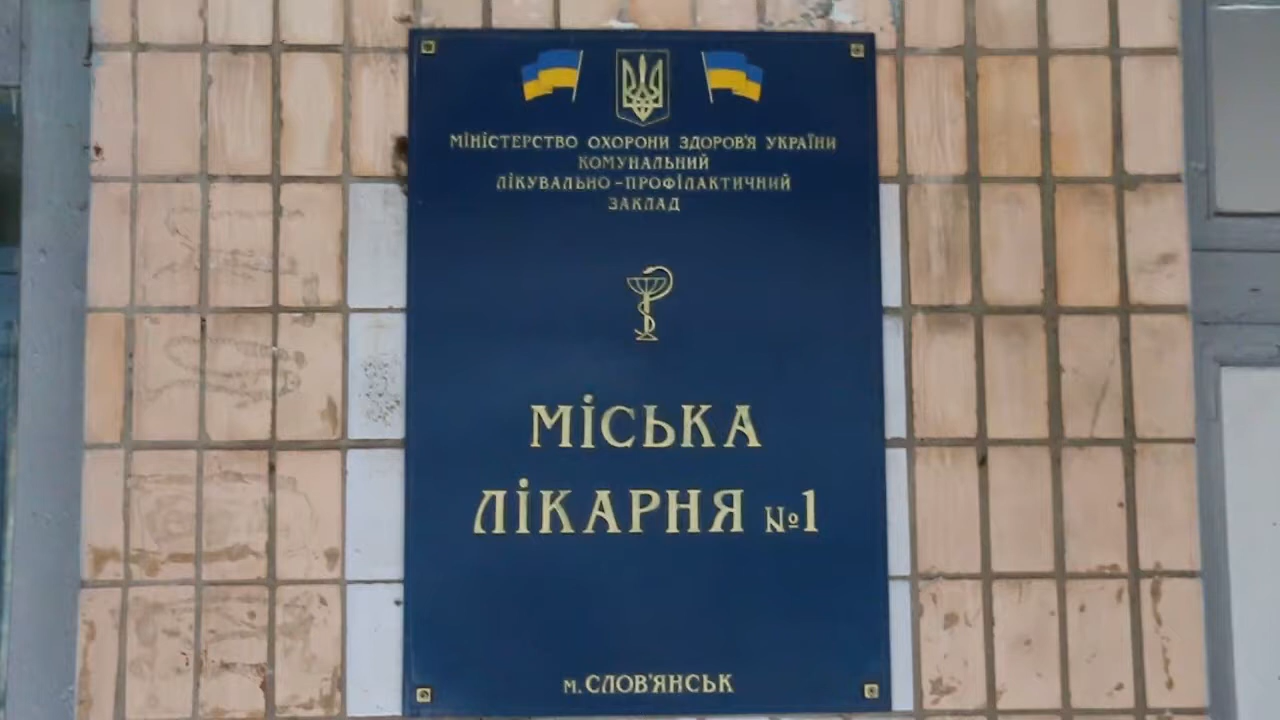 МІНІСТЕРСТВО ОХОРОНИ ЗДОРОВ'Я УКРАЇНИ
КОМУНАЛЬНИЙ
ЛІКУВАЛЬНО-ПРОФІЛАКТИЧНИЙ
ЗАКЛАД
МІСЬКА
ЛІКАРНЯ №1
м. СЛОВ'ЯНСЬК